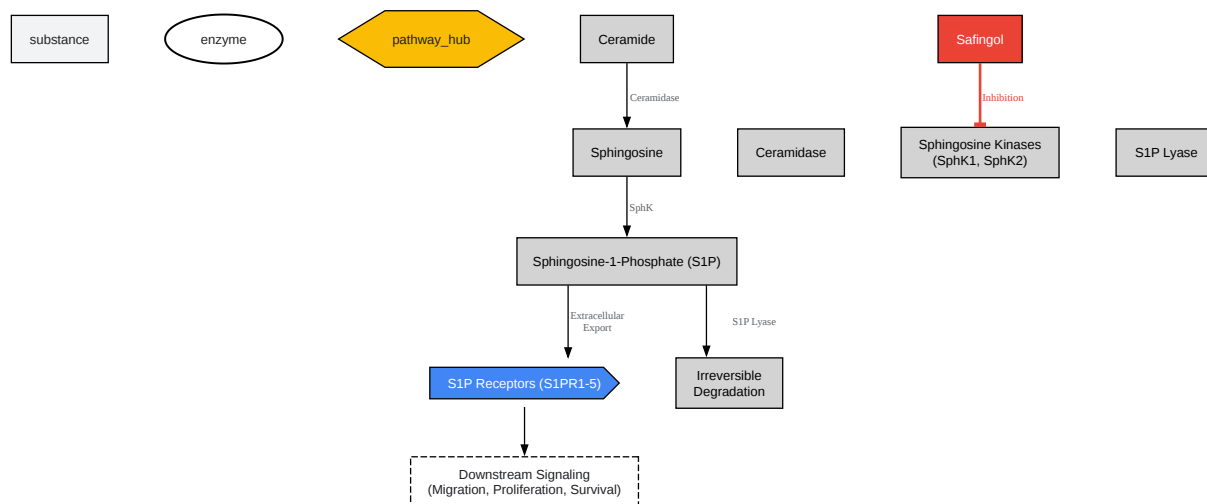 substance
enzyme
pathway_hub
Ceramide
Safingol
Ceramidase
Inhibition
Sphingosine
Ceramidase
Sphingosine Kinases
(SphK1, SphK2)
S1P Lyase
SphK
Sphingosine-1-Phosphate (S1P)
Extracellular
Export
S1P Lyase
S1P Receptors (S1PR1-5)
Irreversible
Degradation
Downstream Signaling
(Migration, Proliferation, Survival)